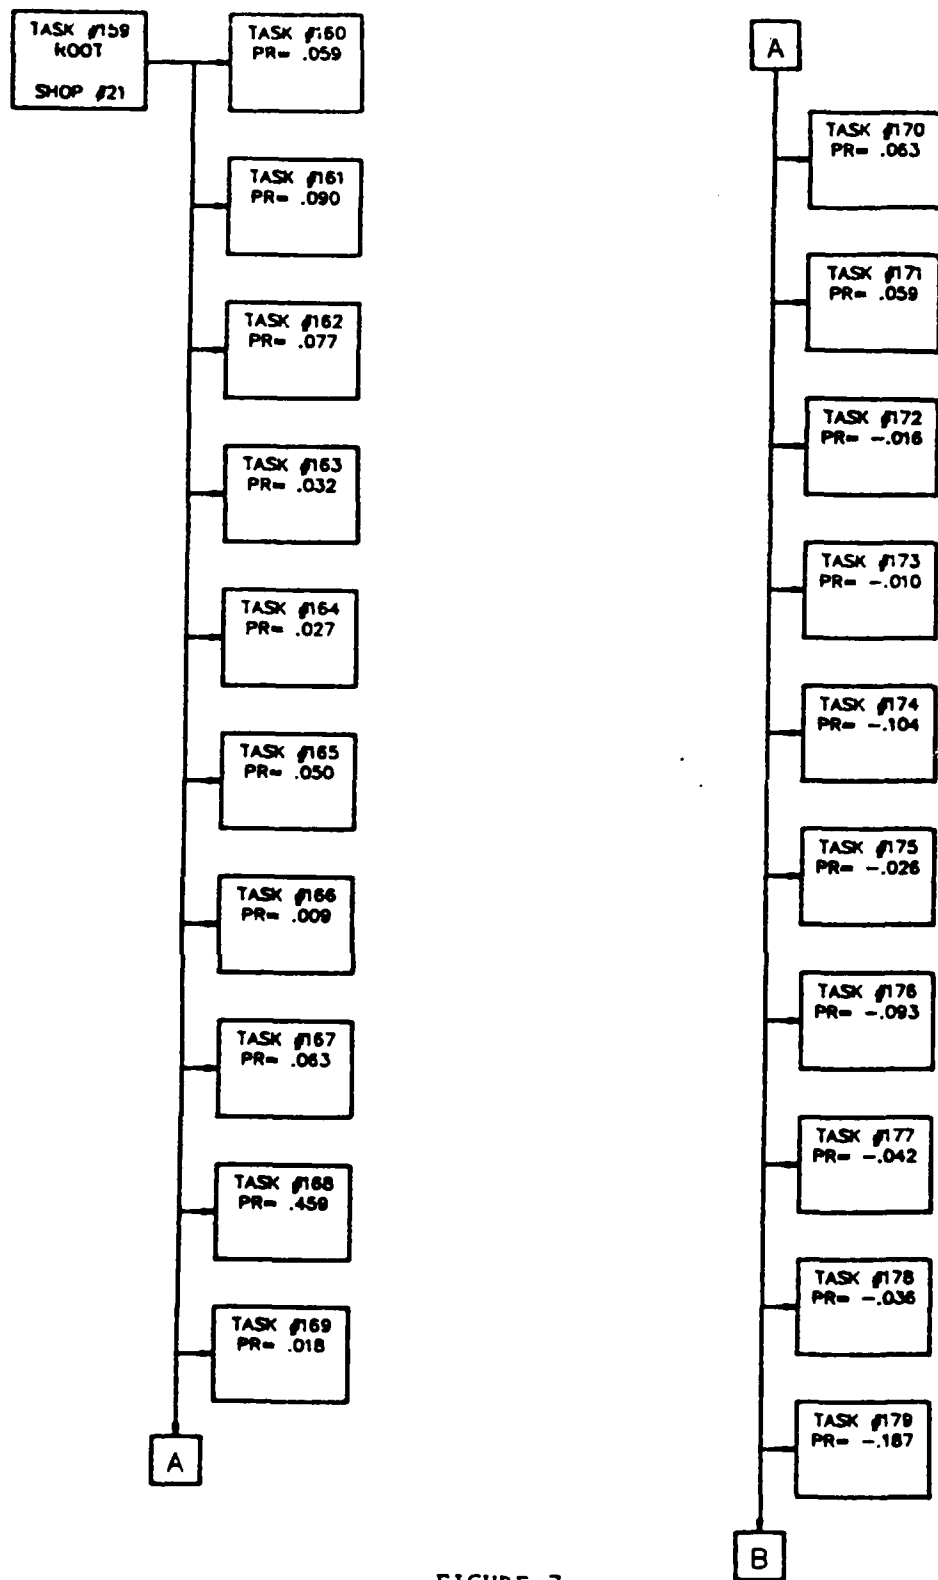 TASK #159
ROOT
SHOP #21
TASK #160
PR= .059
TASK #161
PR= .090
TASK #162
PR= .077
TASK #163
PR= .032
TASK #164
PR= .027
TASK #165
PR= .050
TASK #166
PR= .009
TASK #167
PR= .063
TASK #168
PR= .459
TASK #169
PR= .018
A
A
TASK #170
PR= .063
TASK #171
PR= .059
TASK #172
PR= -.016
TASK #173
PR= -.010
TASK #174
PR= -.104
TASK #175
PR= -.026
TASK #176
PR= -.093
TASK #177
PR= -.042
TASK #178
PR= -.036
TASK #179
PR= -.187
B
FIGURE 7